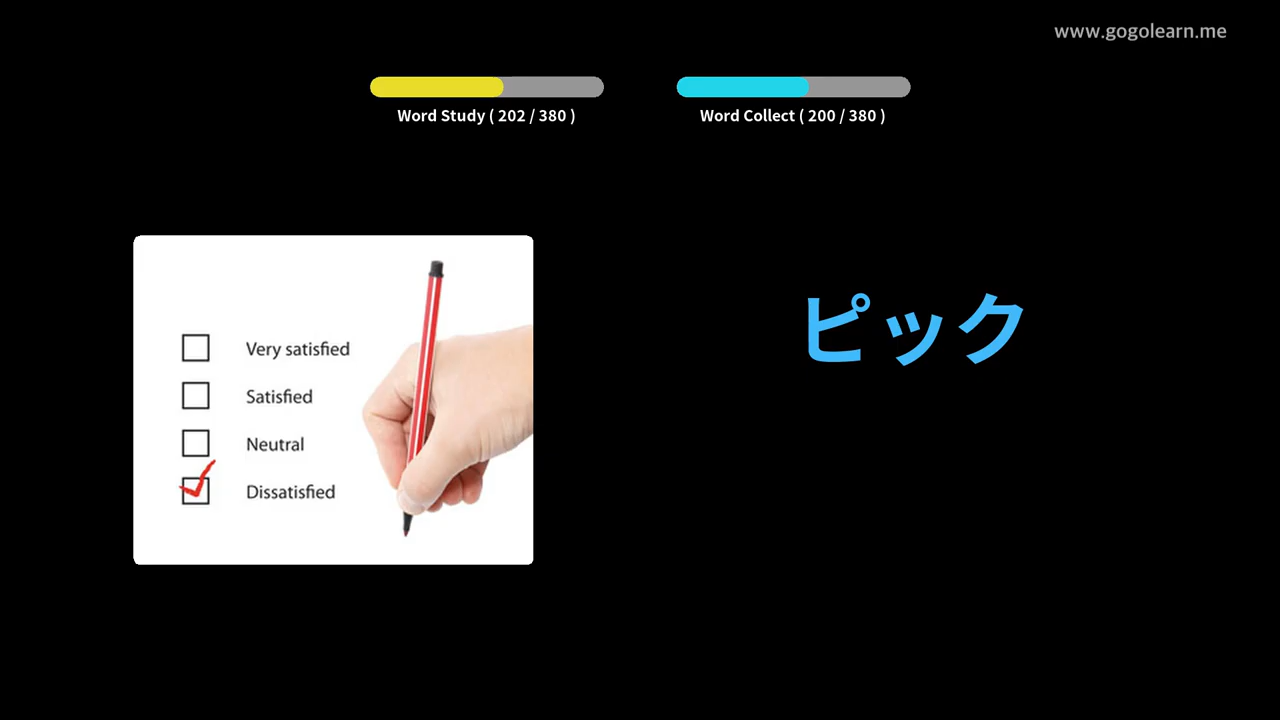 www.gogolearn.me
Word Study ( 202 / 380 )
Word Collect ( 200 / 380 )
ピック
Very satisfied
Satisfied
Neutral
Dissatisfied